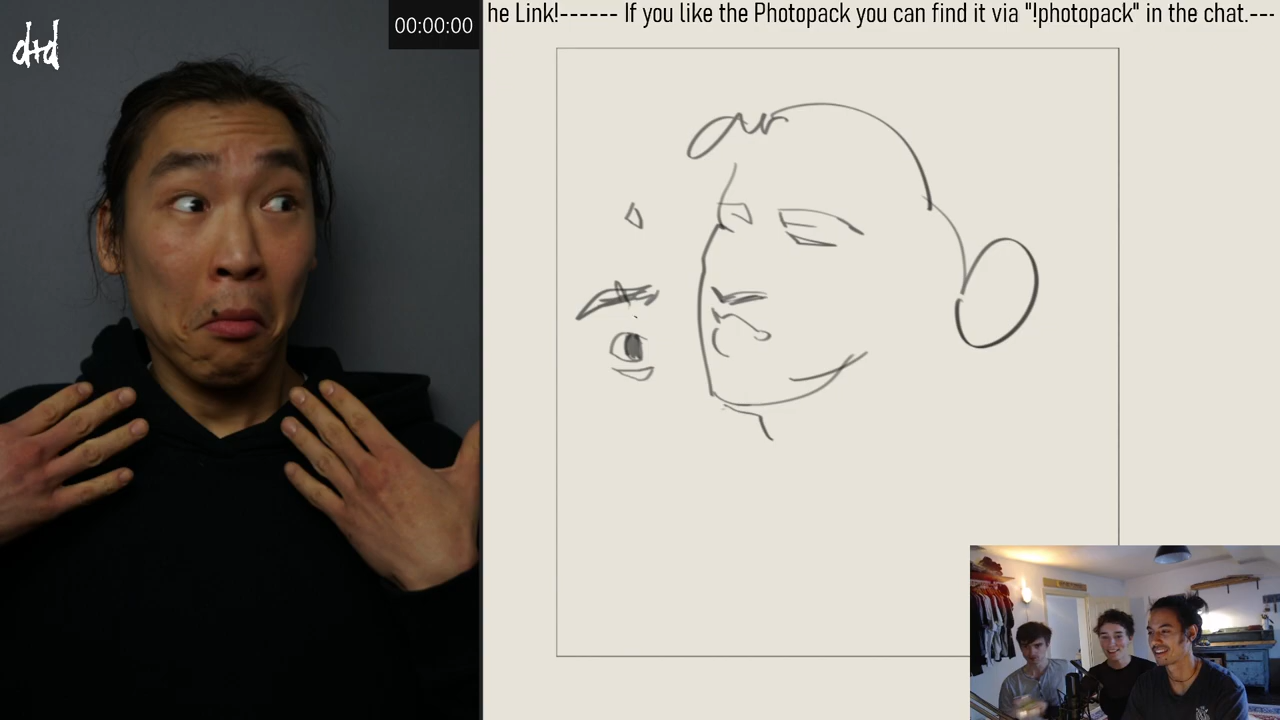 he Link!------ If you like the Photopack you can find it via "!photopack" in the chat.---
00:00:00
d+d